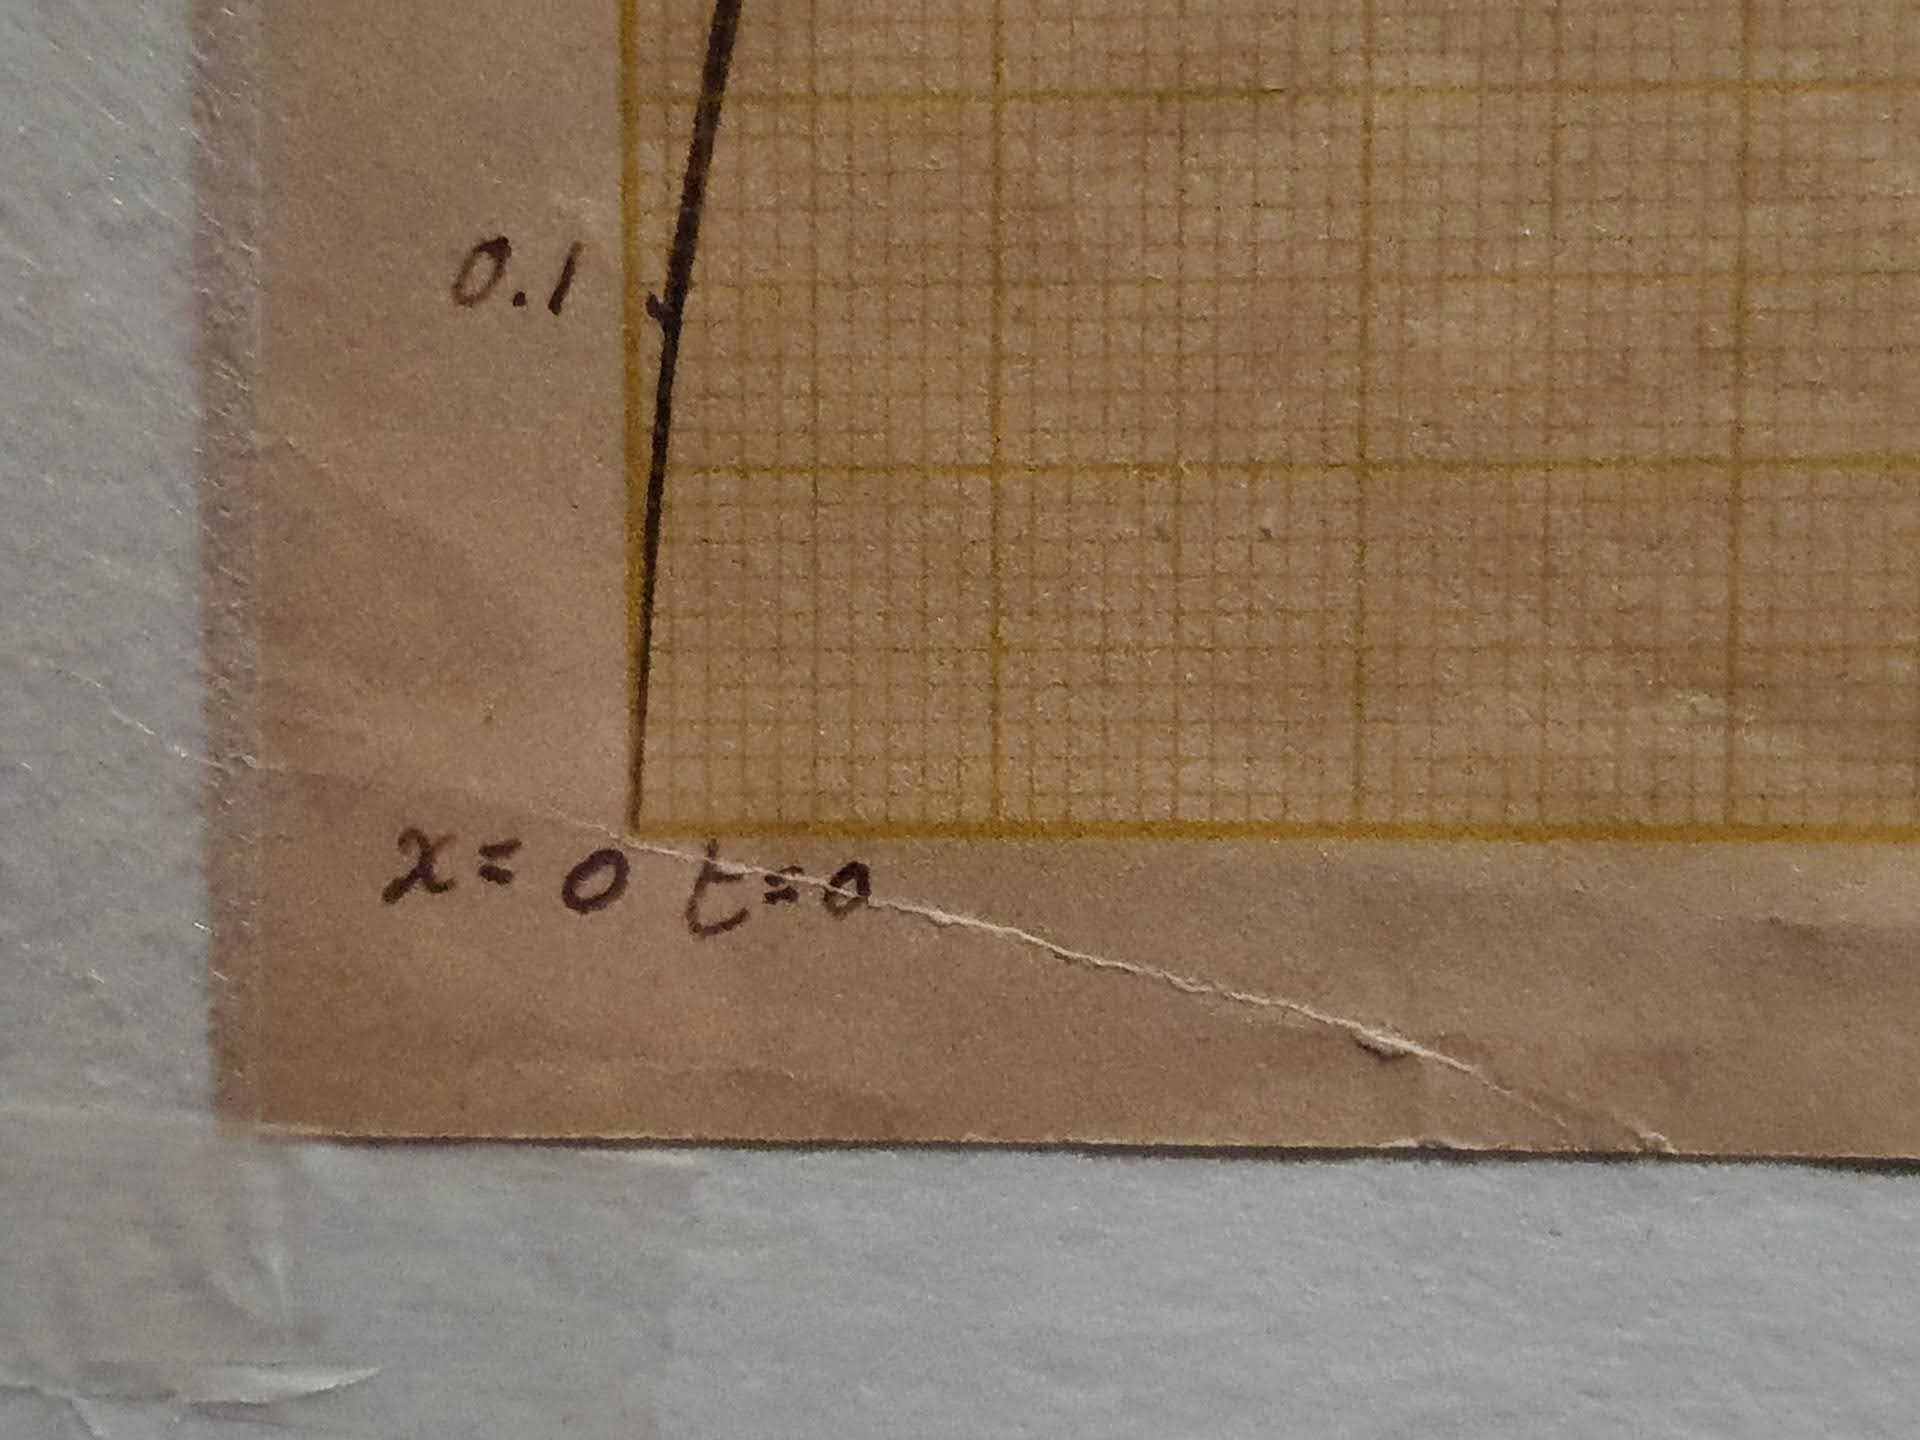 0.1
x = 0 t = 0